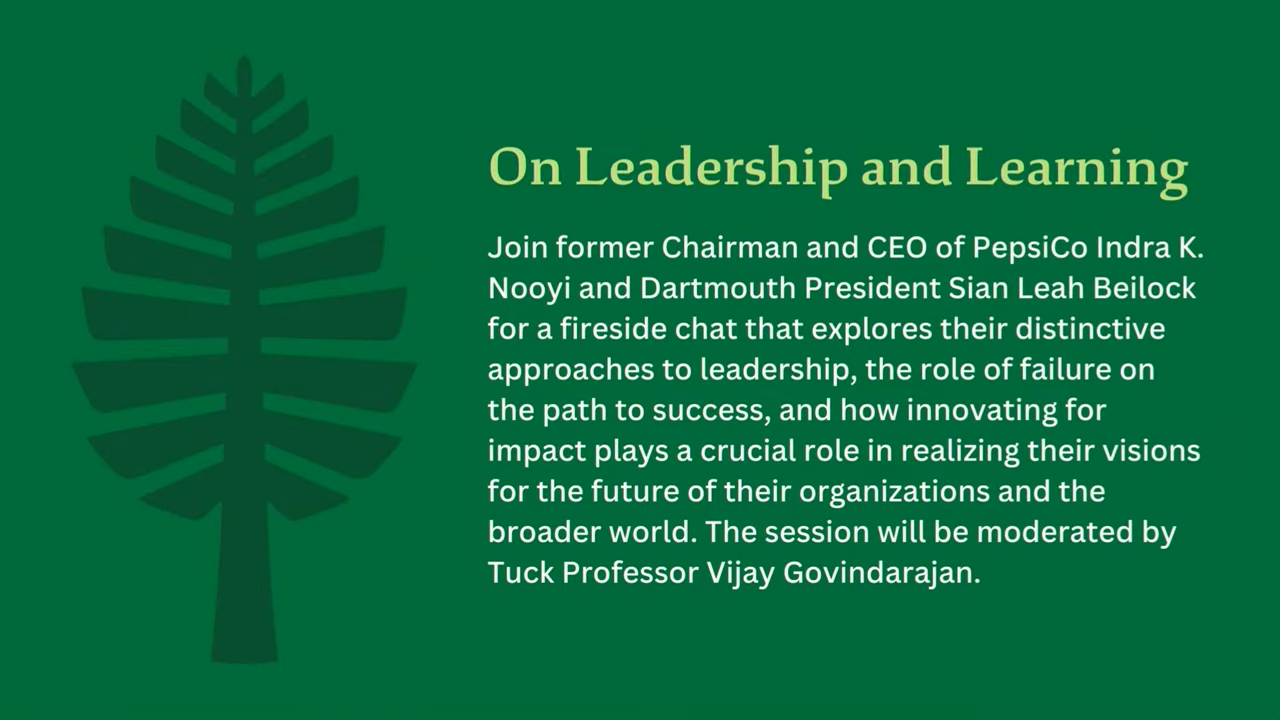 On Leadership and Learning
Join former Chairman and CEO of PepsiCo Indra K.
Nooyi and Dartmouth President Sian Leah Beilock
for a fireside chat that explores their distinctive
approaches to leadership, the role of failure on
the path to success, and how innovating for
impact plays a crucial role in realizing their visions
for the future of their organizations and the
broader world. The session will be moderated by
Tuck Professor Vijay Govindarajan.